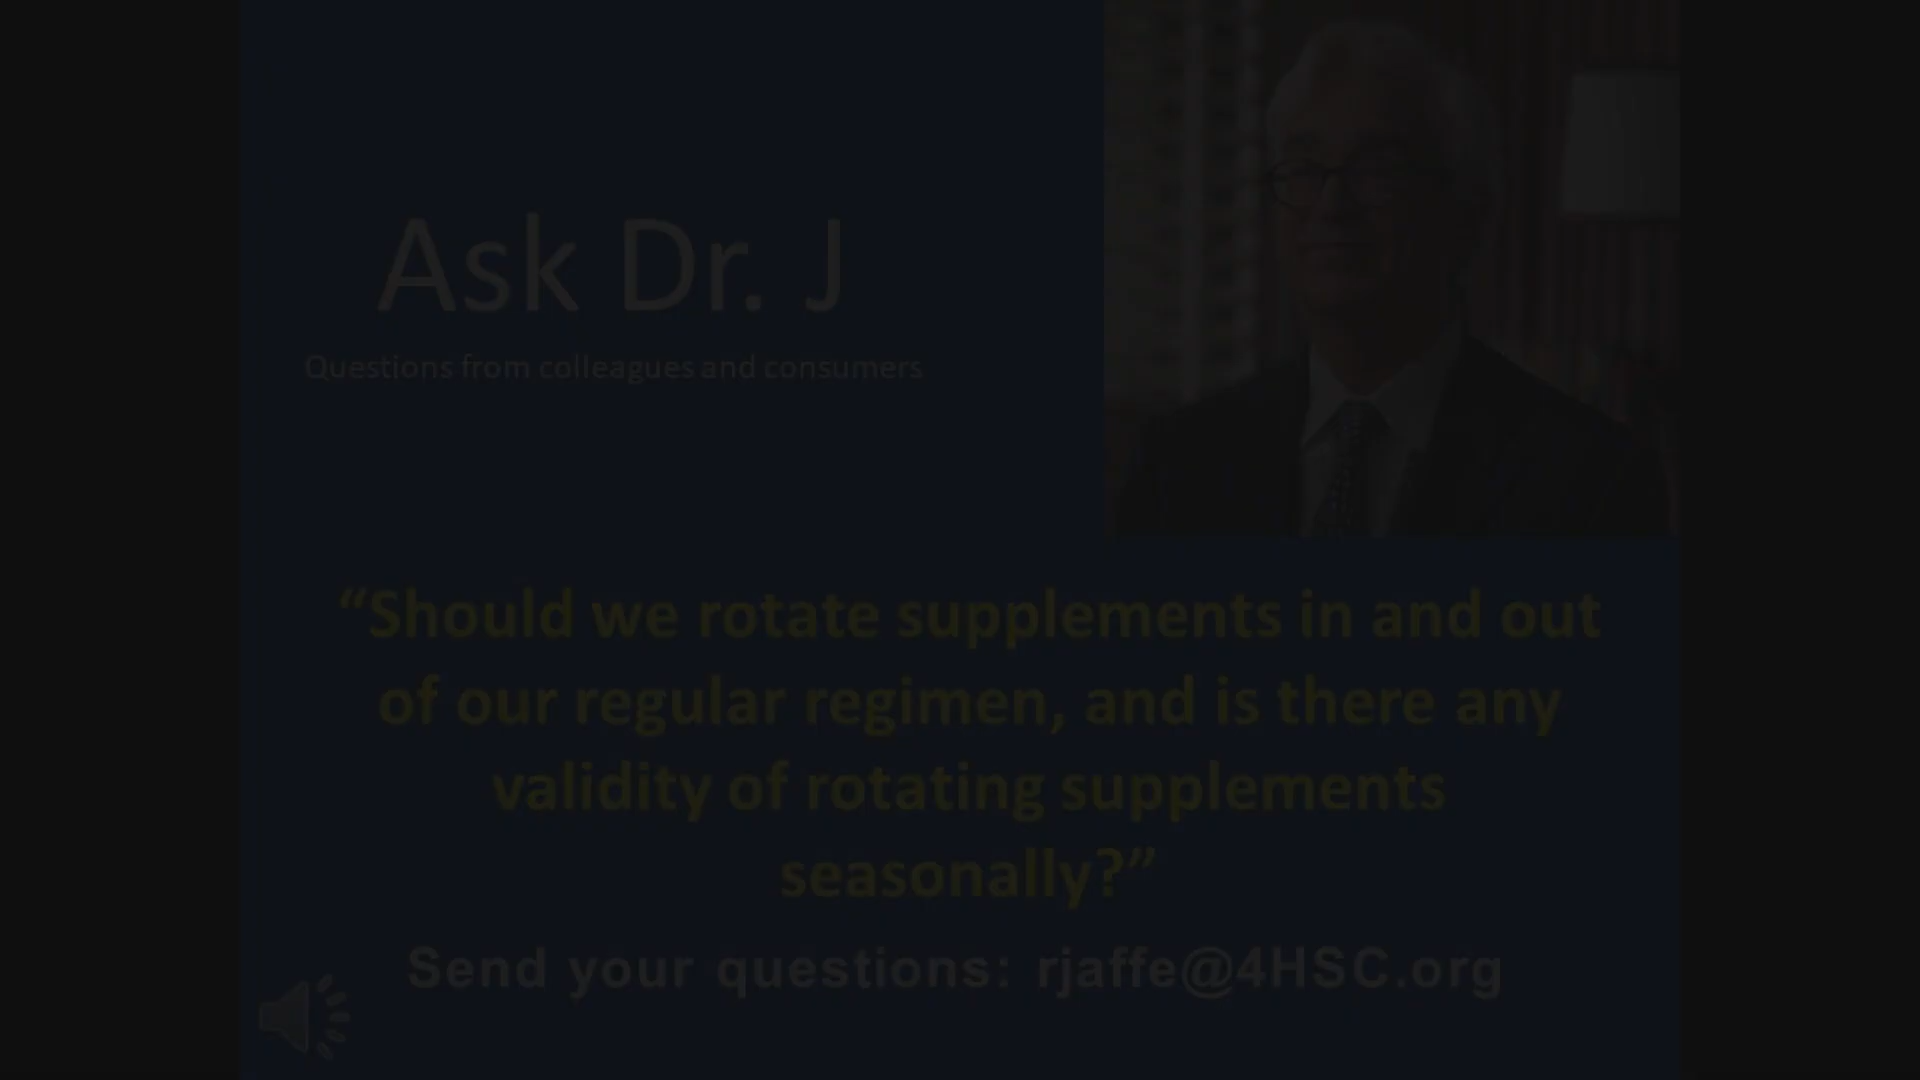 Ask Dr. J
Questions from colleagues and consumers
“Should we rotate supplements in and out
of our regular regimen, and is there any
validity of rotating supplements
seasonally?”
Send your questions: rjaffe@4HSC.org